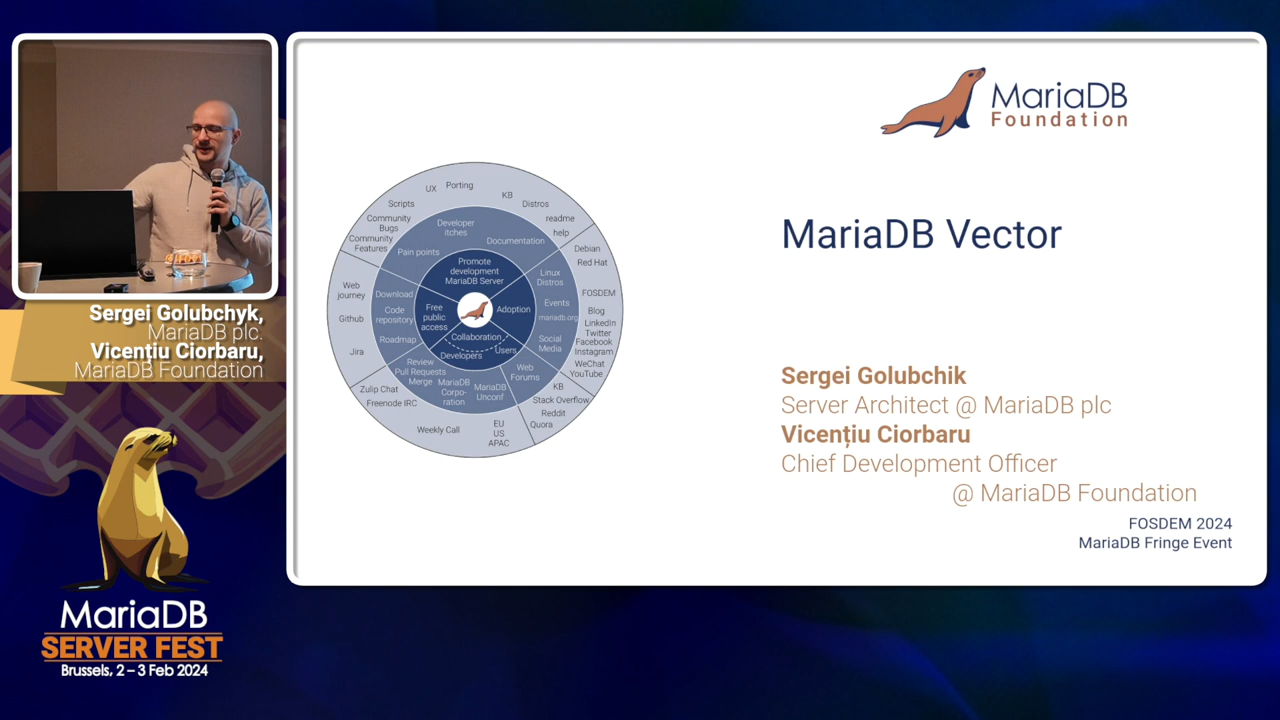 Sergei Golubchyk,
MariaDB plc.
Vicențiu Ciorbaru,
MariaDB Foundation
MariaDB
SERVER FEST
Brussels, 2 – 3 Feb 2024
MariaDB
Foundation
MariaDB Vector
Sergei Golubchik
Server Architect @ MariaDB plc
Vicențiu Ciorbaru
Chief Development Officer
@ MariaDB Foundation
FOSDEM 2024
MariaDB Fringe Event
Promote
development
MariaDB Server
Adoption
Collaboration
Developers
Users
Free
public
access
Developer
itches
Documentation
Pain points
Linux
Distros
Events
mariadb.org
Social
Media
Web
Forums
MariaDB
Unconf
MariaDB
Corpo-
ration
Review
Pull Requests
Merge
Roadmap
Code
repository
Download
UX
Porting
KB
Distros
readme
help
Debian
Red Hat
FOSDEM
Blog
LinkedIn
Twitter
Facebook
Instagram
WeChat
YouTube
KB
Stack Overflow
Reddit
Quora
EU
US
APAC
Weekly Call
Freenode IRC
Zulip Chat
Jira
Github
Web
journey
Community
Features
Community
Bugs
Scripts